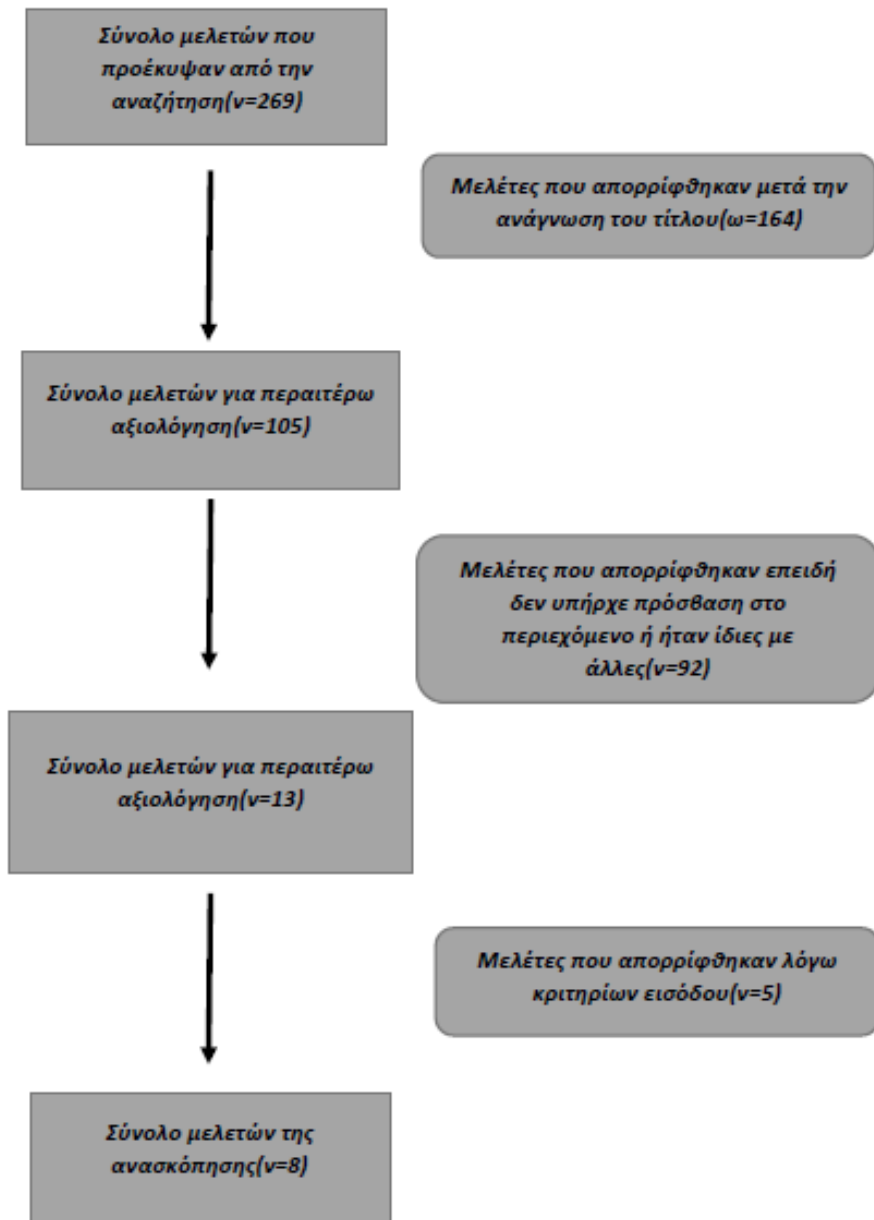 Σύνολο μελετών που
προέκυψαν από την
αναζήτηση(ν=269)
Μελέτες που απορρίφθηκαν μετά την
ανάγνωση του τίτλου(ω=164)
Σύνολο μελετών για περαιτέρω
αξιολόγηση(ν=105)
Μελέτες που απορρίφθηκαν επειδή
δεν υπήρχε πρόσβαση στο
περιεχόμενο ή ήταν ίδιες με
άλλες(ν=92)
Σύνολο μελετών για περαιτέρω
αξιολόγηση(ν=13)
Μελέτες που απορρίφθηκαν λόγω
κριτηρίων εισόδου(ν=5)
Σύνολο μελετών της
ανασκόπησης(ν=8)